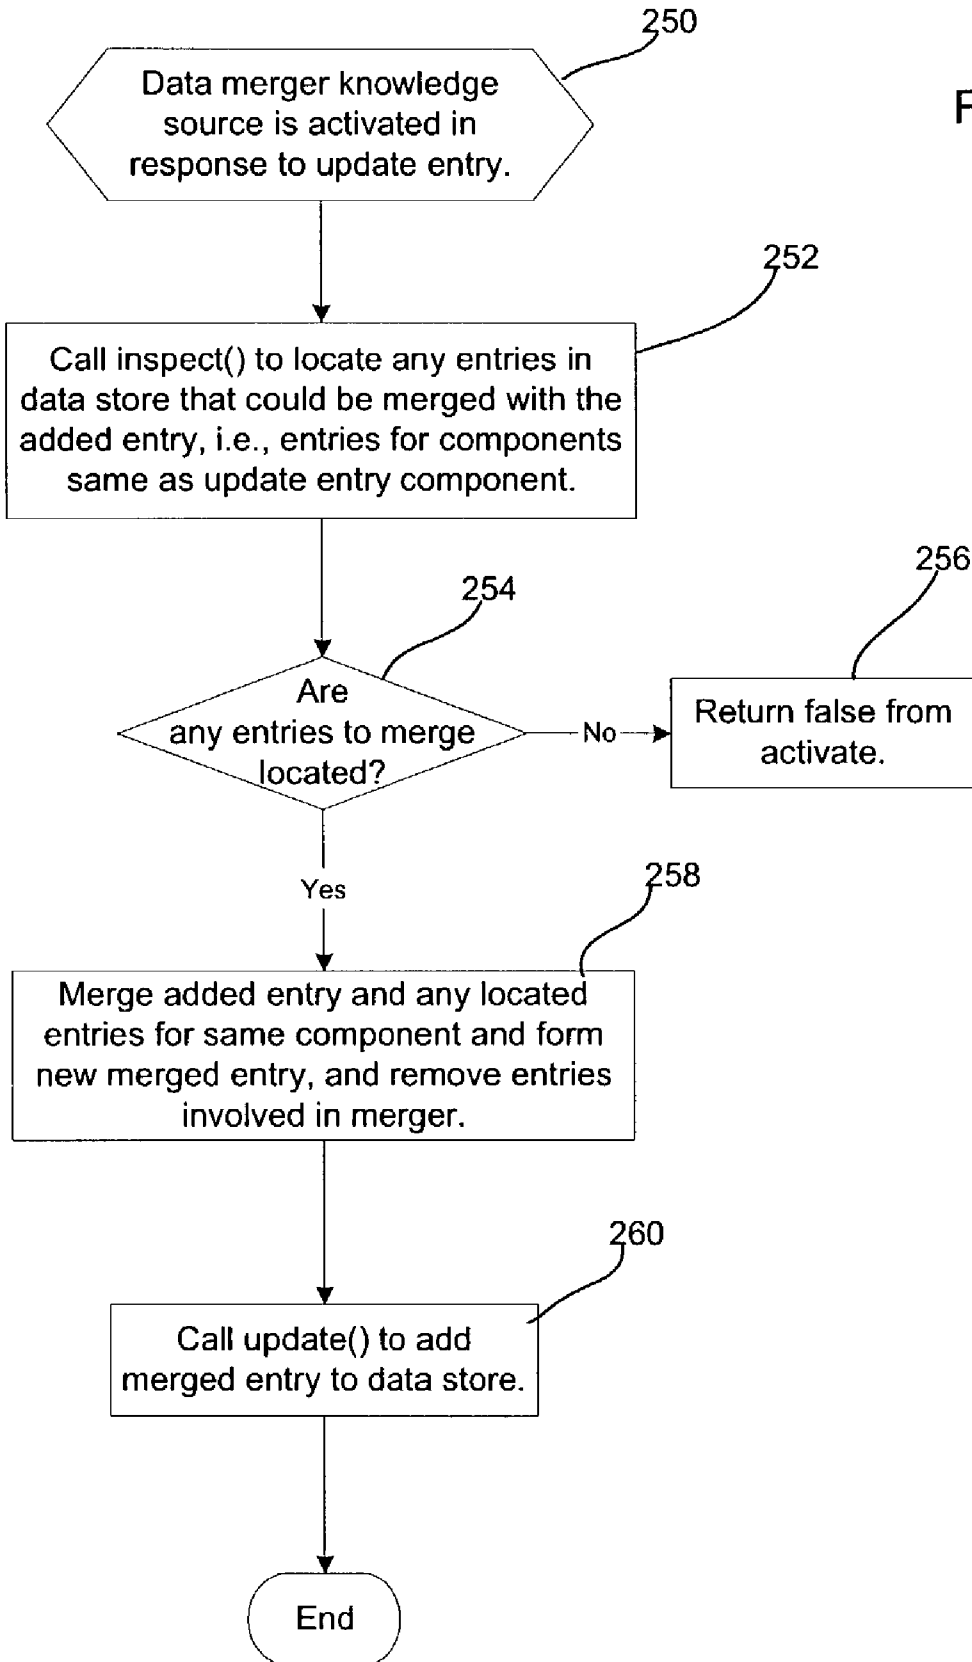 250
Data merger knowledge
source is activated in
response to update entry.
F
252
Call inspect() to locate any entries in
data store that could be merged with the
added entry, i.e., entries for components
same as update entry component.
254
256
Are
any entries to merge
located?
No
Return false from
activate.
Yes
258
Merge added entry and any located
entries for same component and form
new merged entry, and remove entries
involved in merger.
260
Call update() to add
merged entry to data store.
End